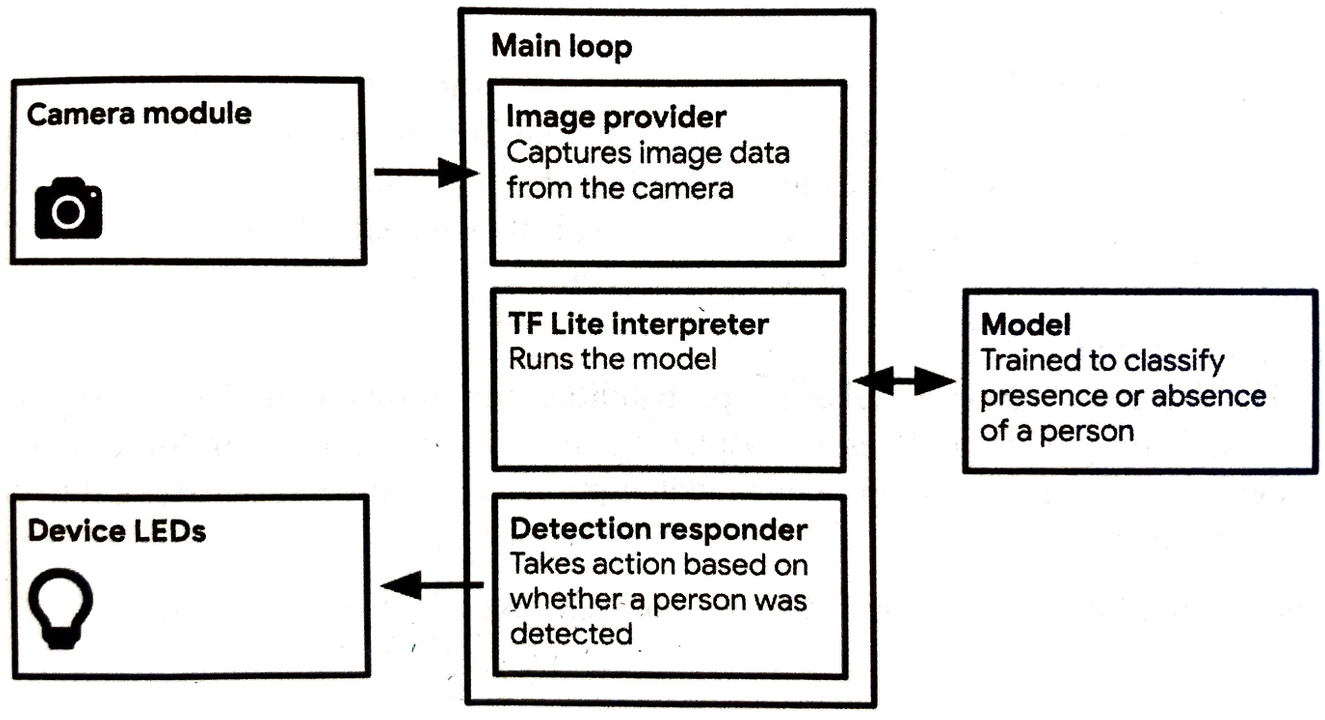 Main loop
Camera module
Image provider
Captures image data
from the camera
TF Lite interpreter
Runs the model
Model
Trained to classify
presence or absence
of a person
Device LEDs
Detection responder
Takes action based on
whether a person was
detected